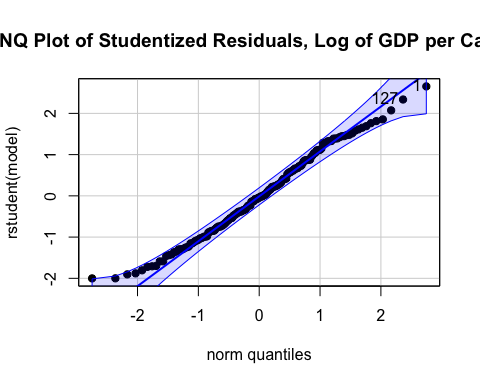 NQ Plot of Studentized Residuals, Log of GDP per Ca
1
127
2
1
0
-1
-2
rstudent(model)
-2 -1 0 1 2
norm quantiles